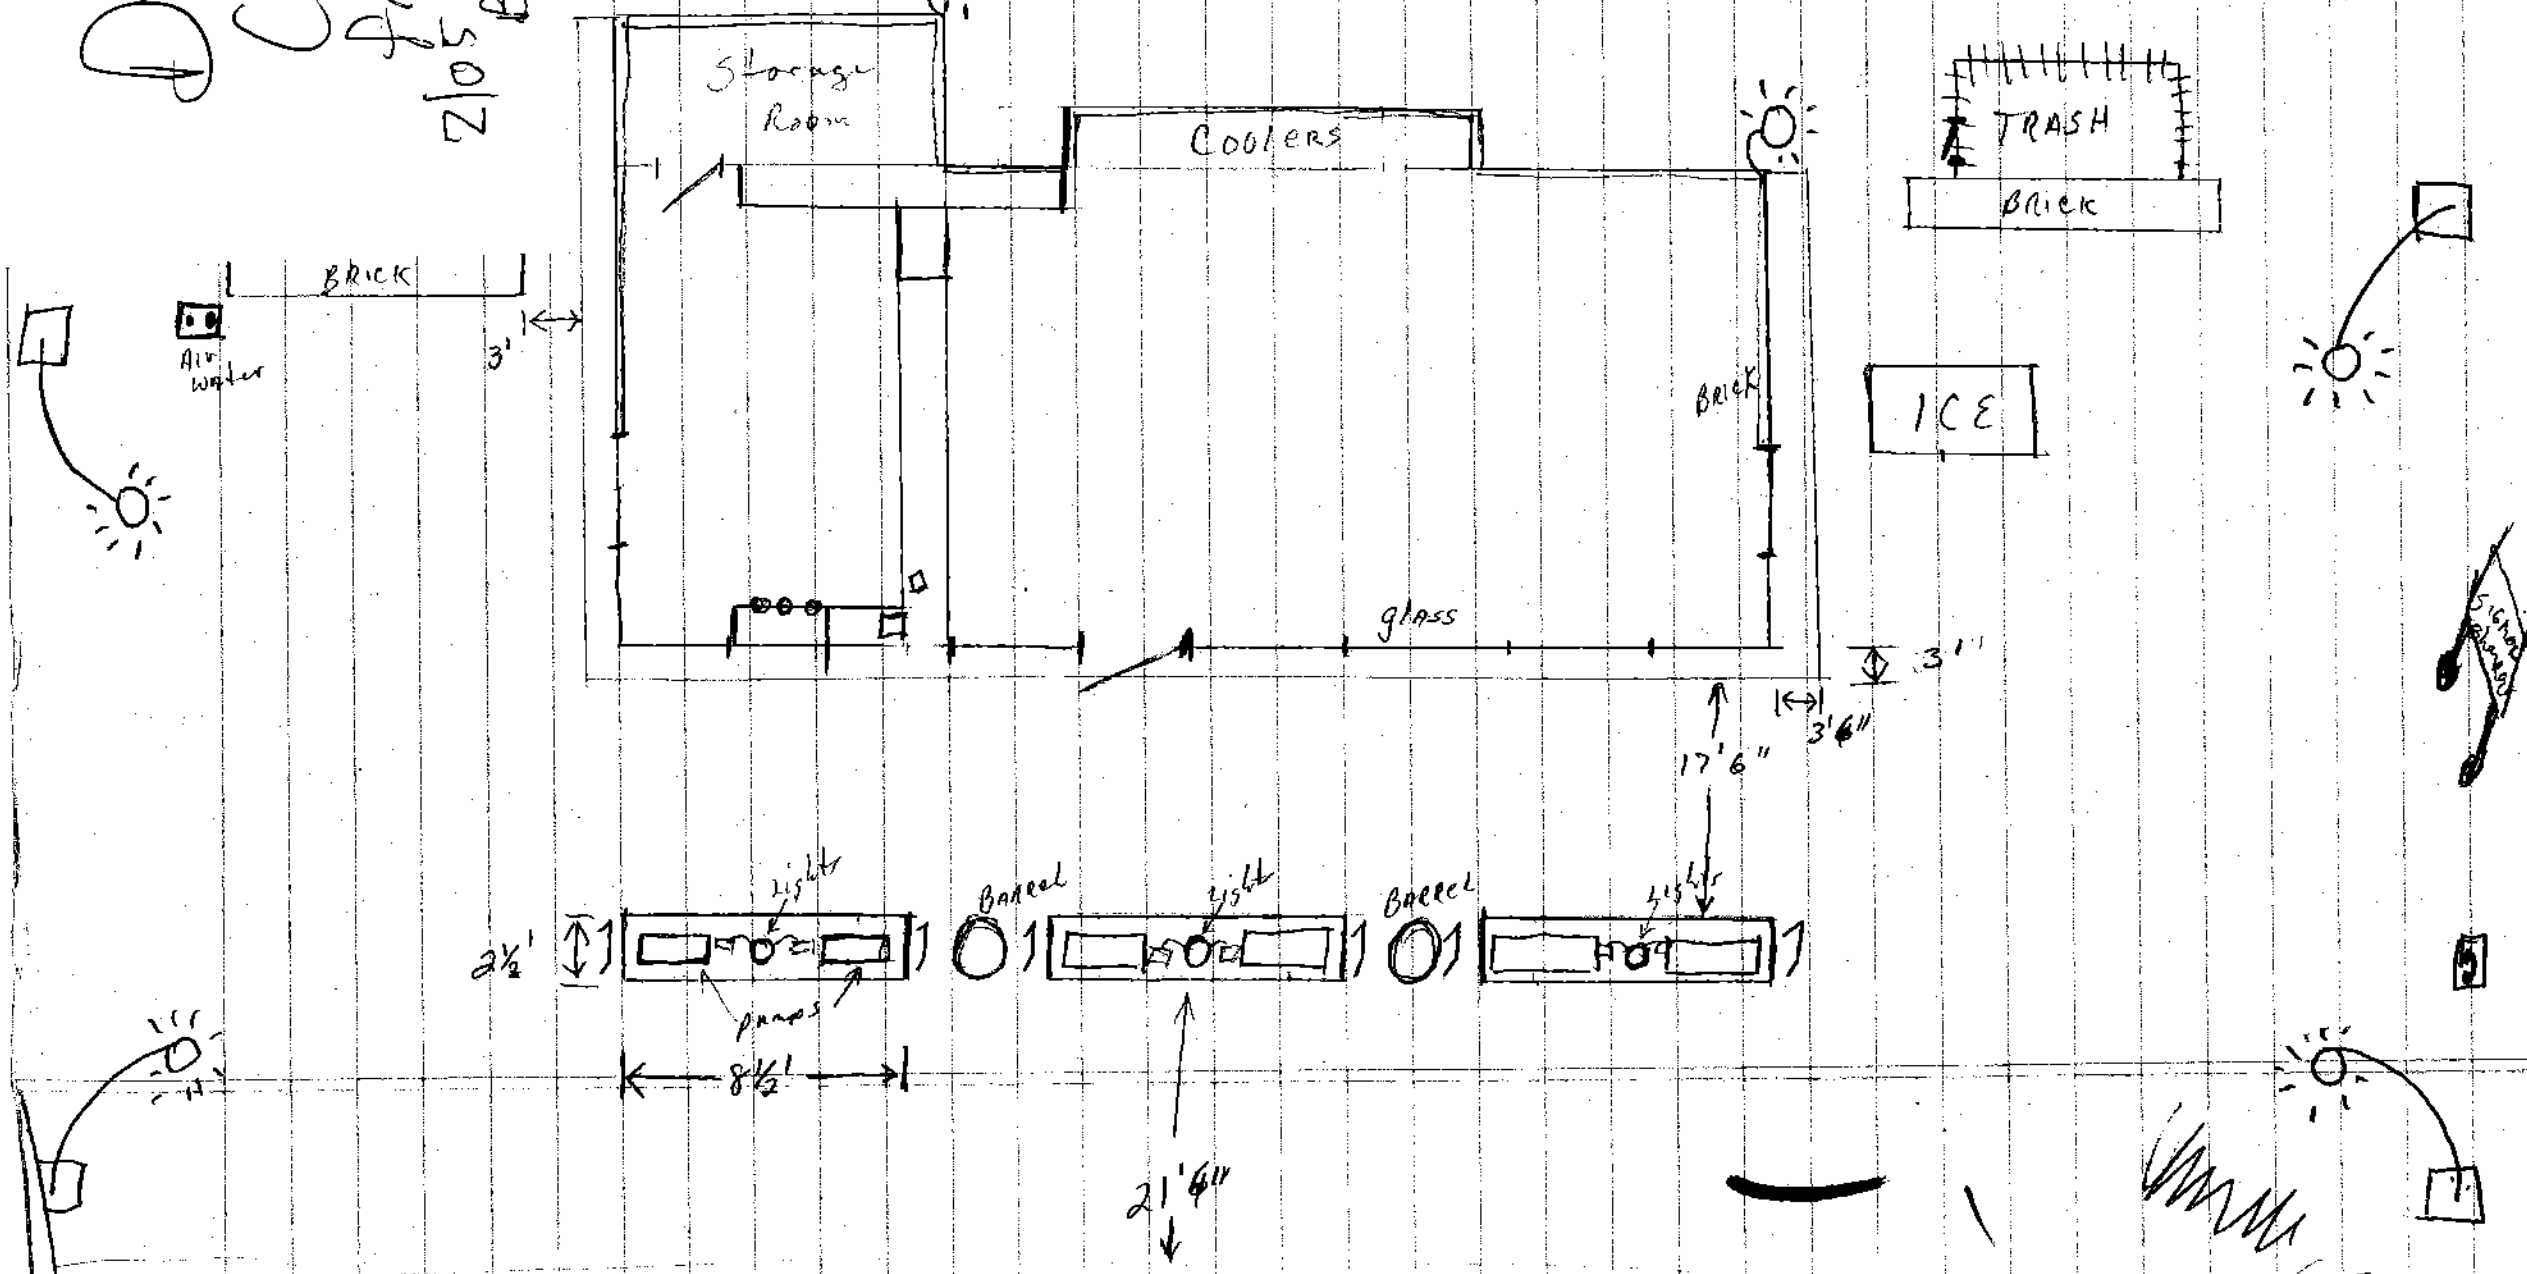 2105
Storage
Room
Coolers
TRASH
BRICK
BRICK
3'
Air
Water
BRICK
ICE
glass
3'
3'6"
17'6"
Lights
BARRel
Light
BARRel
Lights
2½'
pumps
8½'
21'6"